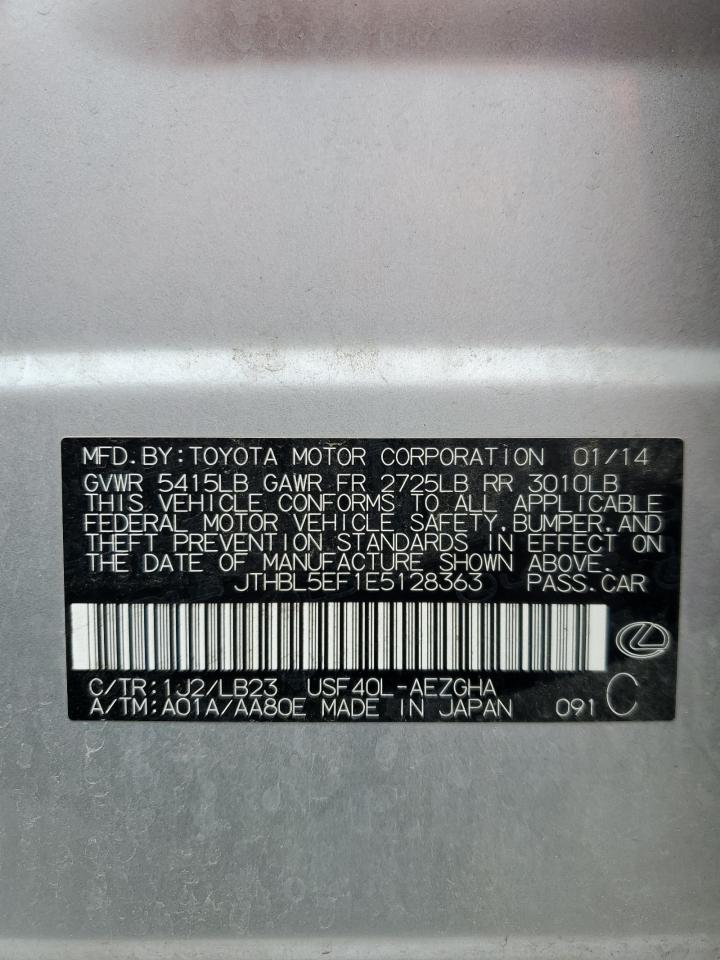 MFD.BY:TOYOTA MOTOR CORPORATION 01/14
GVWR 5415LB GAWR FR 2725LB RR 3010LB
THIS VEHICLE CONFORMS TO ALL APPLICABLE
FEDERAL MOTOR VEHICLE SAFETY,BUMPER,AND
THEFT PREVENTION STANDARDS IN EFFECT ON
THE DATE OF MANUFACTURE SHOWN ABOVE.
JTHBL5EF1E5128363 PASS.CAR
C/TR:1J2/LB23 USF40L-AEZGHA
A/TM:A01A/AA80E MADE IN JAPAN 091 C